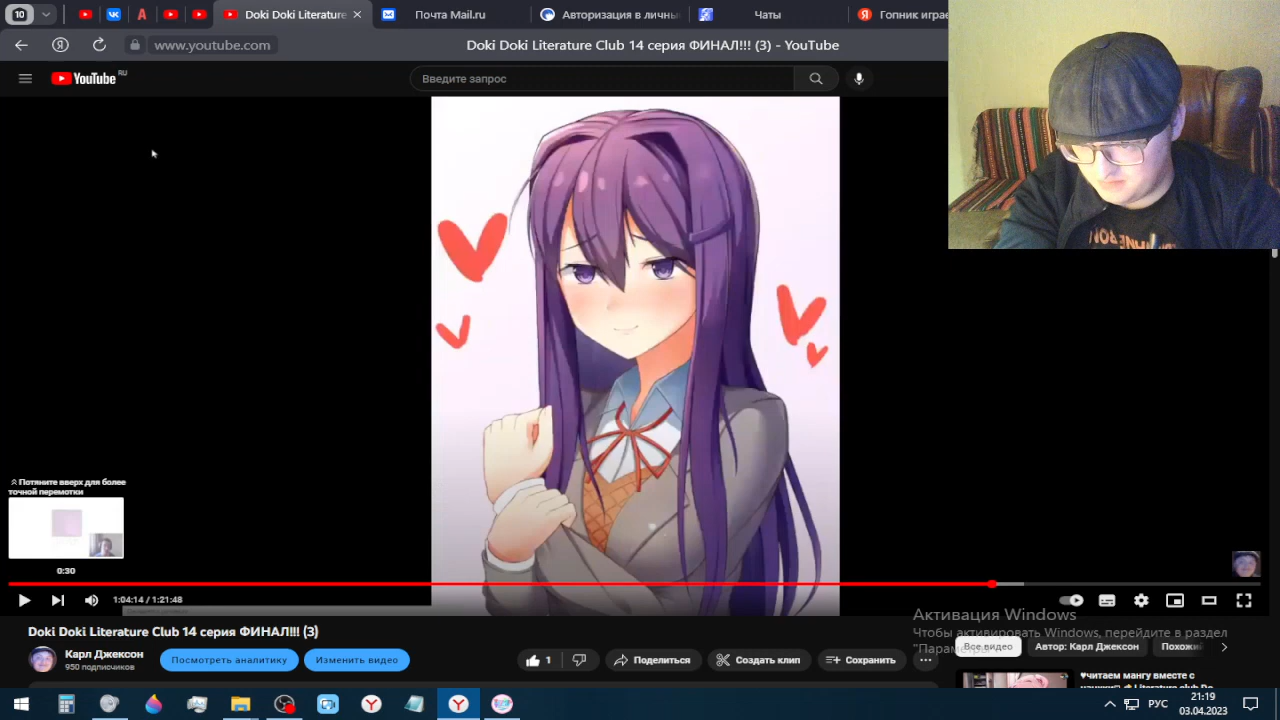 10
Doki Doki Literature
Почта Mail.ru
Авторизация в личны
Чаты
Гопник играе
www.youtube.com
Doki Doki Literature Club 14 серия ФИНАЛ!!! (3) - YouTube
YouTube RU
Введите запрос
Потяните вверх для более
точной перемотки
0:30
1:04:14 / 1:21:48
Активация Windows
Чтобы активировать Windows, перейдите в раздел
"Параметры
Doki Doki Literature Club 14 серия ФИНАЛ!!! (3)
Карл Джексон
950 подписчиков
Посмотреть аналитику
Изменить видео
1
Поделиться
Создать клип
Сохранить
Все видео
Автор: Карл Джексон
Похожи
♥читаем мангу вместе с
РУС
21:19
03.04.2023